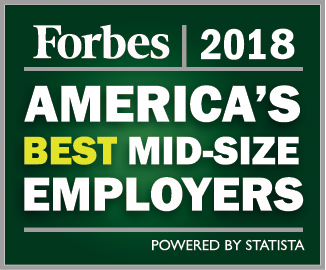 Forbes | 2018
AMERICA'S
BEST MID-SIZE
EMPLOYERS
POWERED BY STATISTA